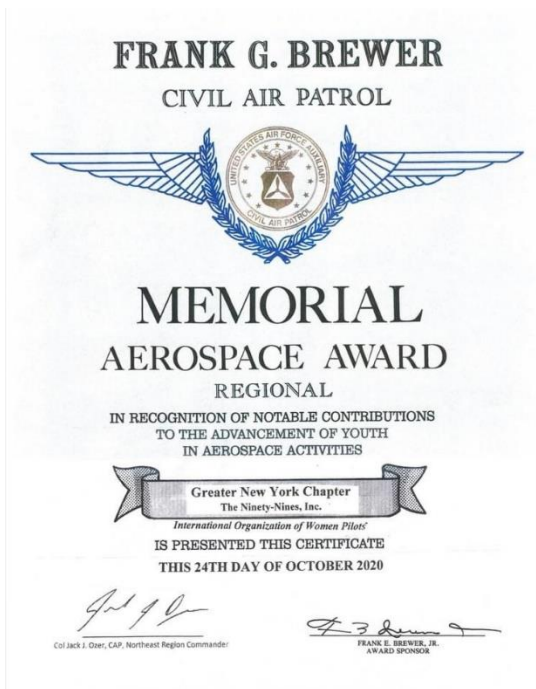 FRANK G. BREWER
CIVIL AIR PATROL
UNITED STATES AIR FORCE AUXILIARY
CIVIL AIR PATROL
MEMORIAL
AEROSPACE AWARD
REGIONAL
IN RECOGNITION OF NOTABLE CONTRIBUTIONS
TO THE ADVANCEMENT OF YOUTH
IN AEROSPACE ACTIVITIES
Greater New York Chapter
The Ninety-Nines, Inc.
International Organization of Women Pilots'
IS PRESENTED THIS CERTIFICATE
THIS 24TH DAY OF OCTOBER 2020
Col Jack J. Ozer, CAP, Northeast Region Commander
FRANK E. BREWER, JR.
AWARD SPONSOR